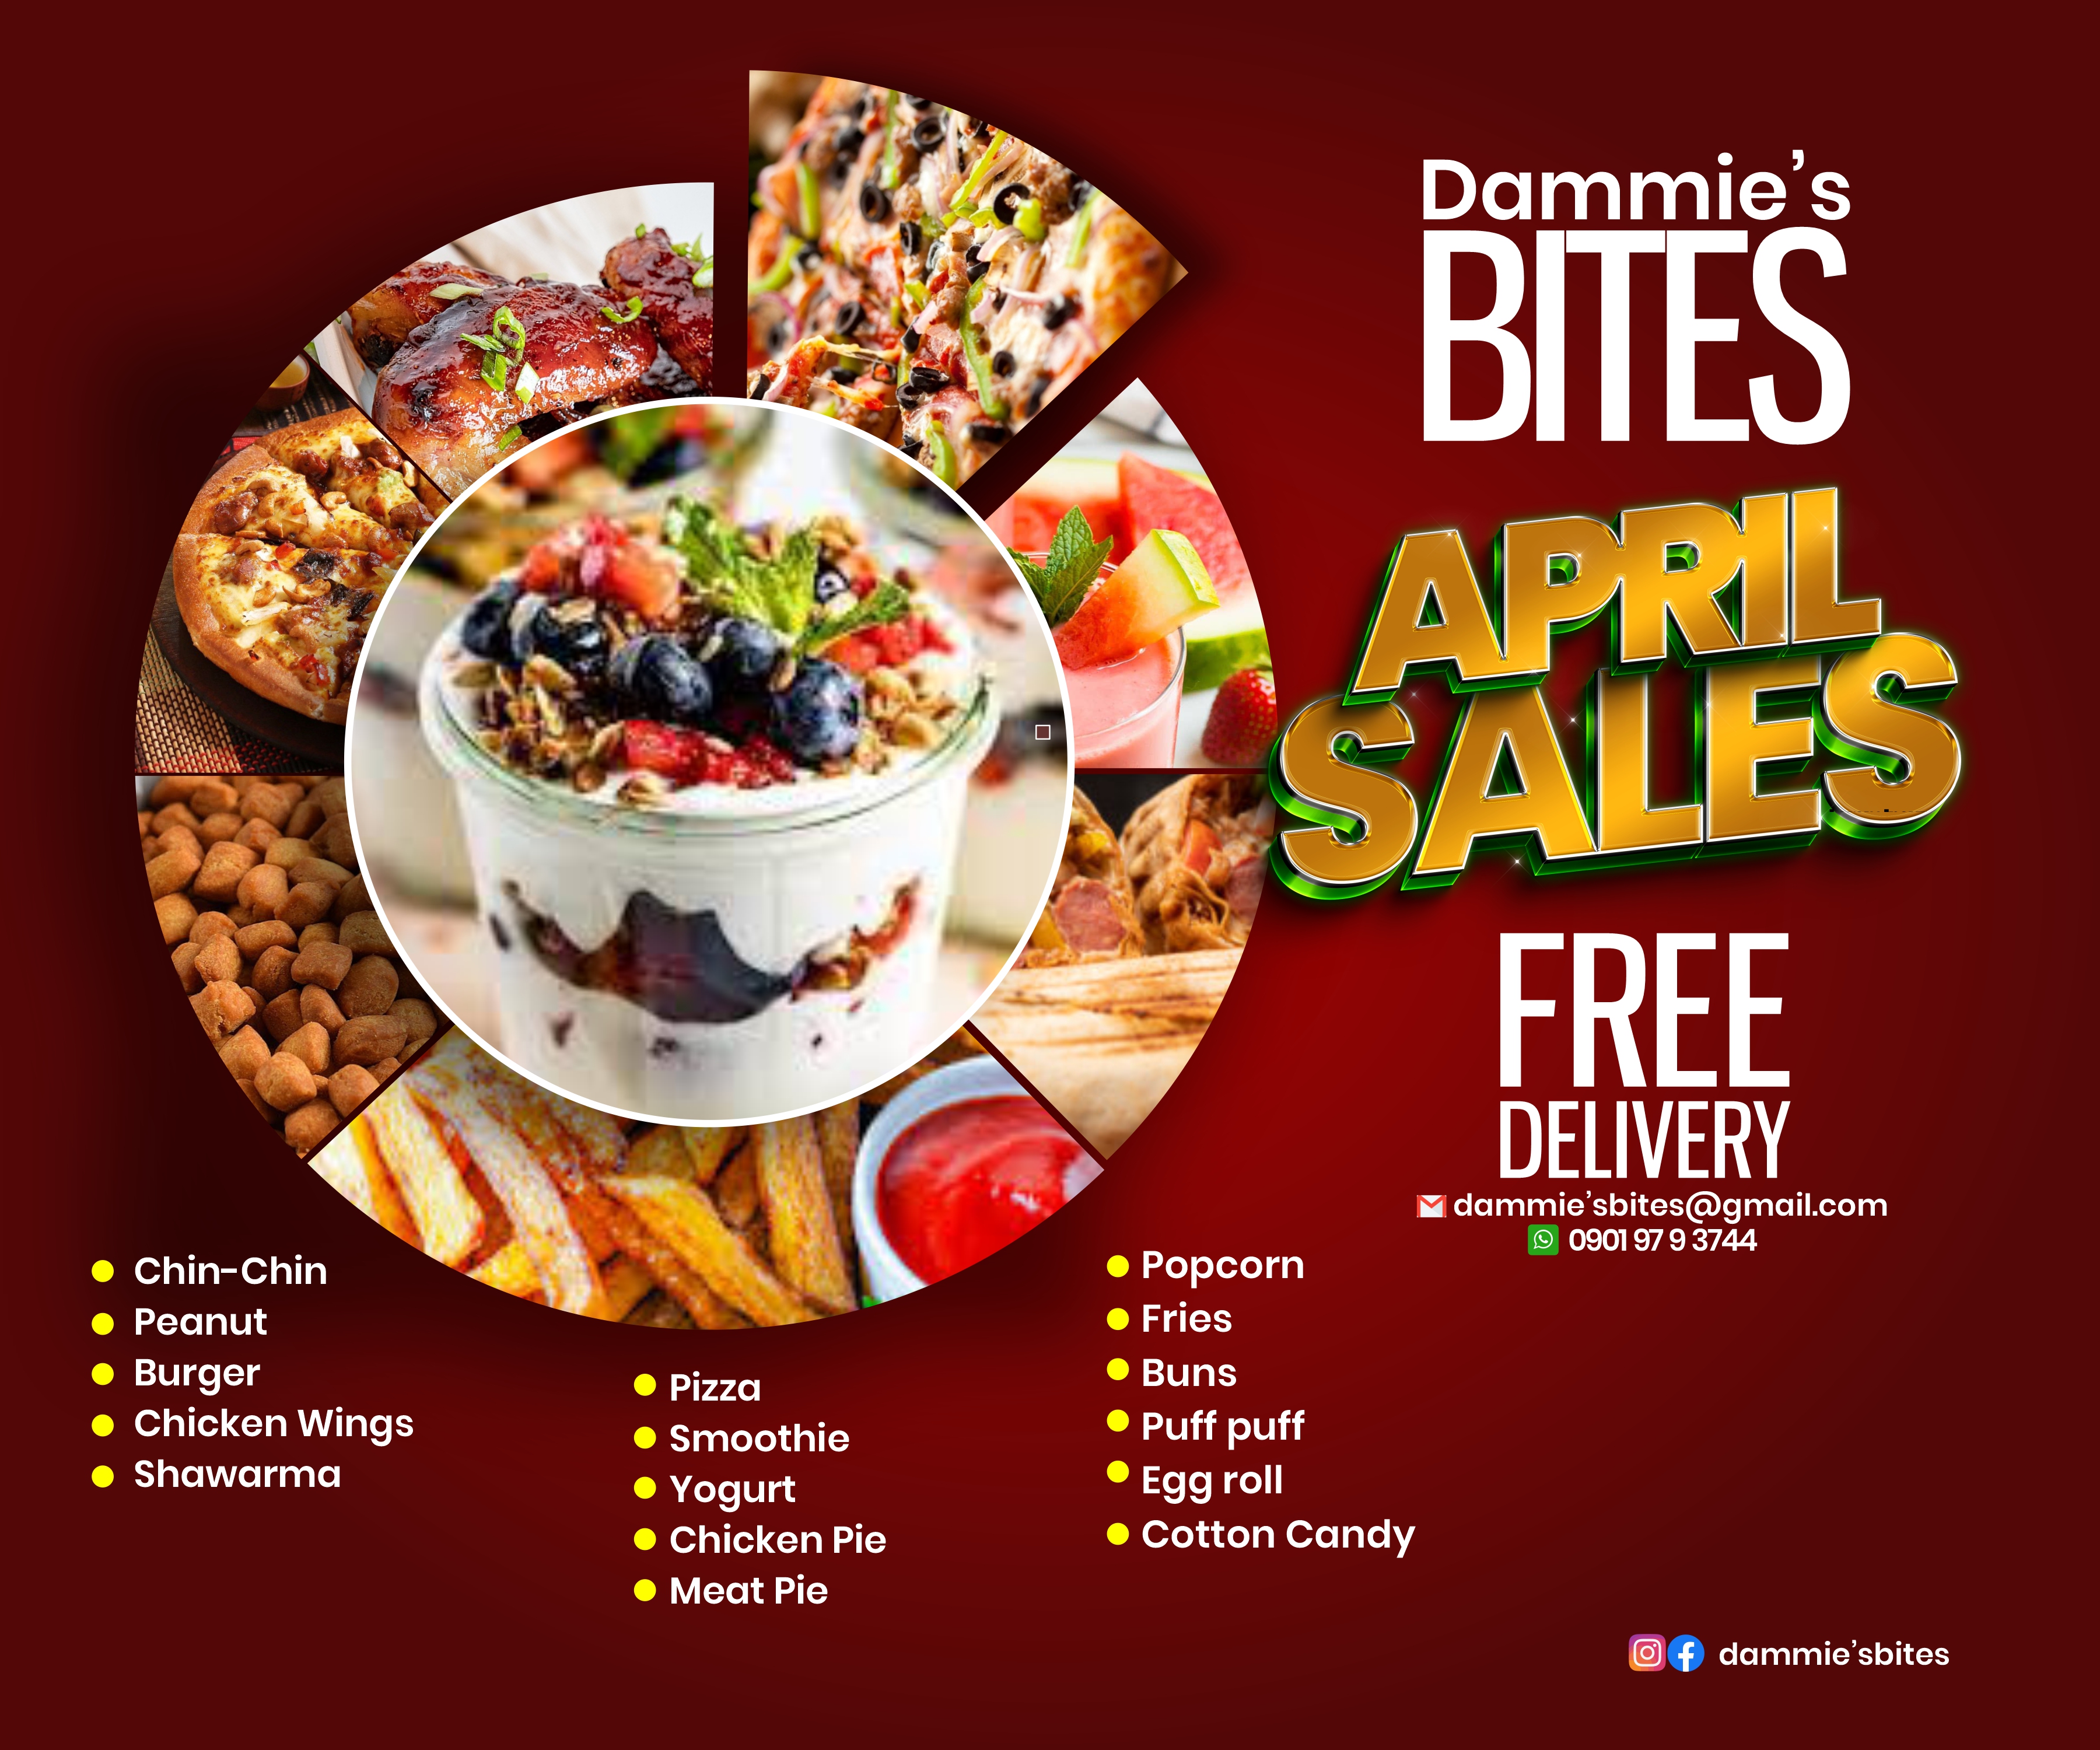 Dammie’s
BITES
APRIL
SALES
FREE
DELIVERY
dammie’sbites@gmail.com
0901 97 9 3744
Chin-Chin
Peanut
Burger
Chicken Wings
Shawarma
Pizza
Smoothie
Yogurt
Chicken Pie
Meat Pie
Popcorn
Fries
Buns
Puff puff
Egg roll
Cotton Candy
dammie’sbites